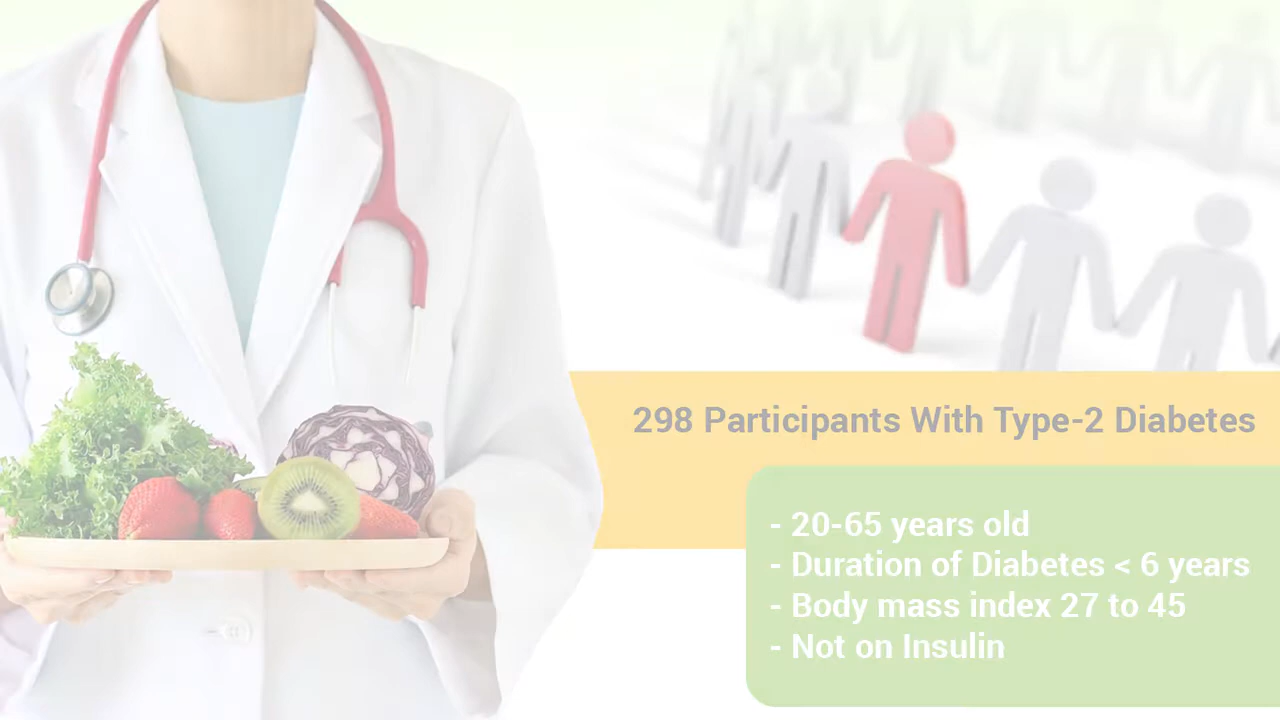 298 Participants With Type-2 Diabetes
- 20-65 years old
- Duration of Diabetes < 6 years
- Body mass index 27 to 45
- Not on Insulin